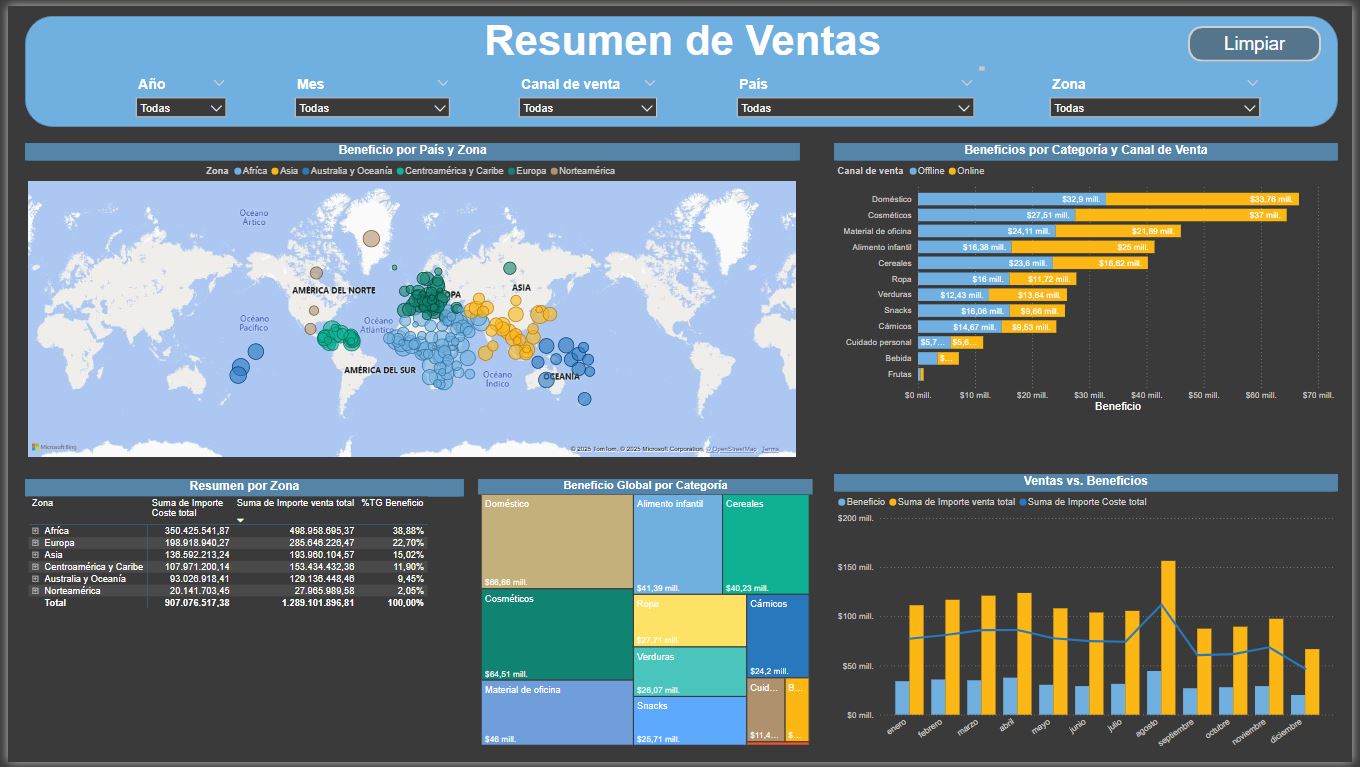 Resumen de Ventas
Limpiar
Año
Mes
Canal de venta
País
Zona
Todas
Todas
Todas
Todas
Todas
Beneficio por País y Zona
Zona África Asia Australia y Oceanía Centroamérica y Caribe Europa Norteamérica
Océano Ártico
AMÉRICA DEL NORTE
ASIA
Océano Pacífico
Océano Atlántico
AMÉRICA DEL SUR
Océano Índico
OCEANÍA
Microsoft Bing
© 2025 TomTom, © 2025 Microsoft Corporation, © OpenStreetMap Terms
Beneficios por Categoría y Canal de Venta
Canal de venta Offline Online
Doméstico $32,9 mill. $33,76 mill.
Cosméticos $27,51 mill. $37 mill.
Material de oficina $24,11 mill. $21,89 mill.
Alimento infantil $16,38 mill. $25 mill.
Cereales $23,6 mill. $16,62 mill.
Ropa $16 mill. $11,72 mill.
Verduras $12,43 mill. $13,64 mill.
Snacks $16,06 mill. $9,66 mill.
Cárnicos $14,67 mill. $9,53 mill.
Cuidado personal $5,7... $5,6...
Bebida $...
Frutas
$0 mill. $10 mill. $20 mill. $30 mill. $40 mill. $50 mill. $60 mill. $70 mill.
Beneficio
Resumen por Zona
Zona Suma de Importe Coste total Suma de Importe venta total %TG Beneficio
África 350.425.541,87 498.958.695,37 38,88%
Europa 198.918.940,27 285.646.226,47 22,70%
Asia 136.592.213,24 193.960.104,57 15,02%
Centroamérica y Caribe 107.971.200,14 153.434.432,36 11,90%
Australia y Oceanía 93.026.918,41 129.136.448,46 9,45%
Norteamérica 20.141.703,45 27.965.989,58 2,05%
Total 907.076.517,38 1.289.101.896,81 100,00%
Beneficio Global por Categoría
Doméstico
$66,66 mill.
Cosméticos
$64,51 mill.
Material de oficina
$46 mill.
Alimento infantil
$41,39 mill.
Cereales
$40,23 mill.
Ropa
$27,71 mill.
Verduras
$26,07 mill.
Snacks
$25,71 mill.
Cárnicos
$24,2 mill.
Cuid...
$11,4...
B...
$...
Ventas vs. Beneficios
Beneficio Suma de Importe venta total Suma de Importe Coste total
$200 mill.
$150 mill.
$100 mill.
$50 mill.
$0 mill.
enero febrero marzo abril mayo junio julio agosto septiembre octubre noviembre diciembre